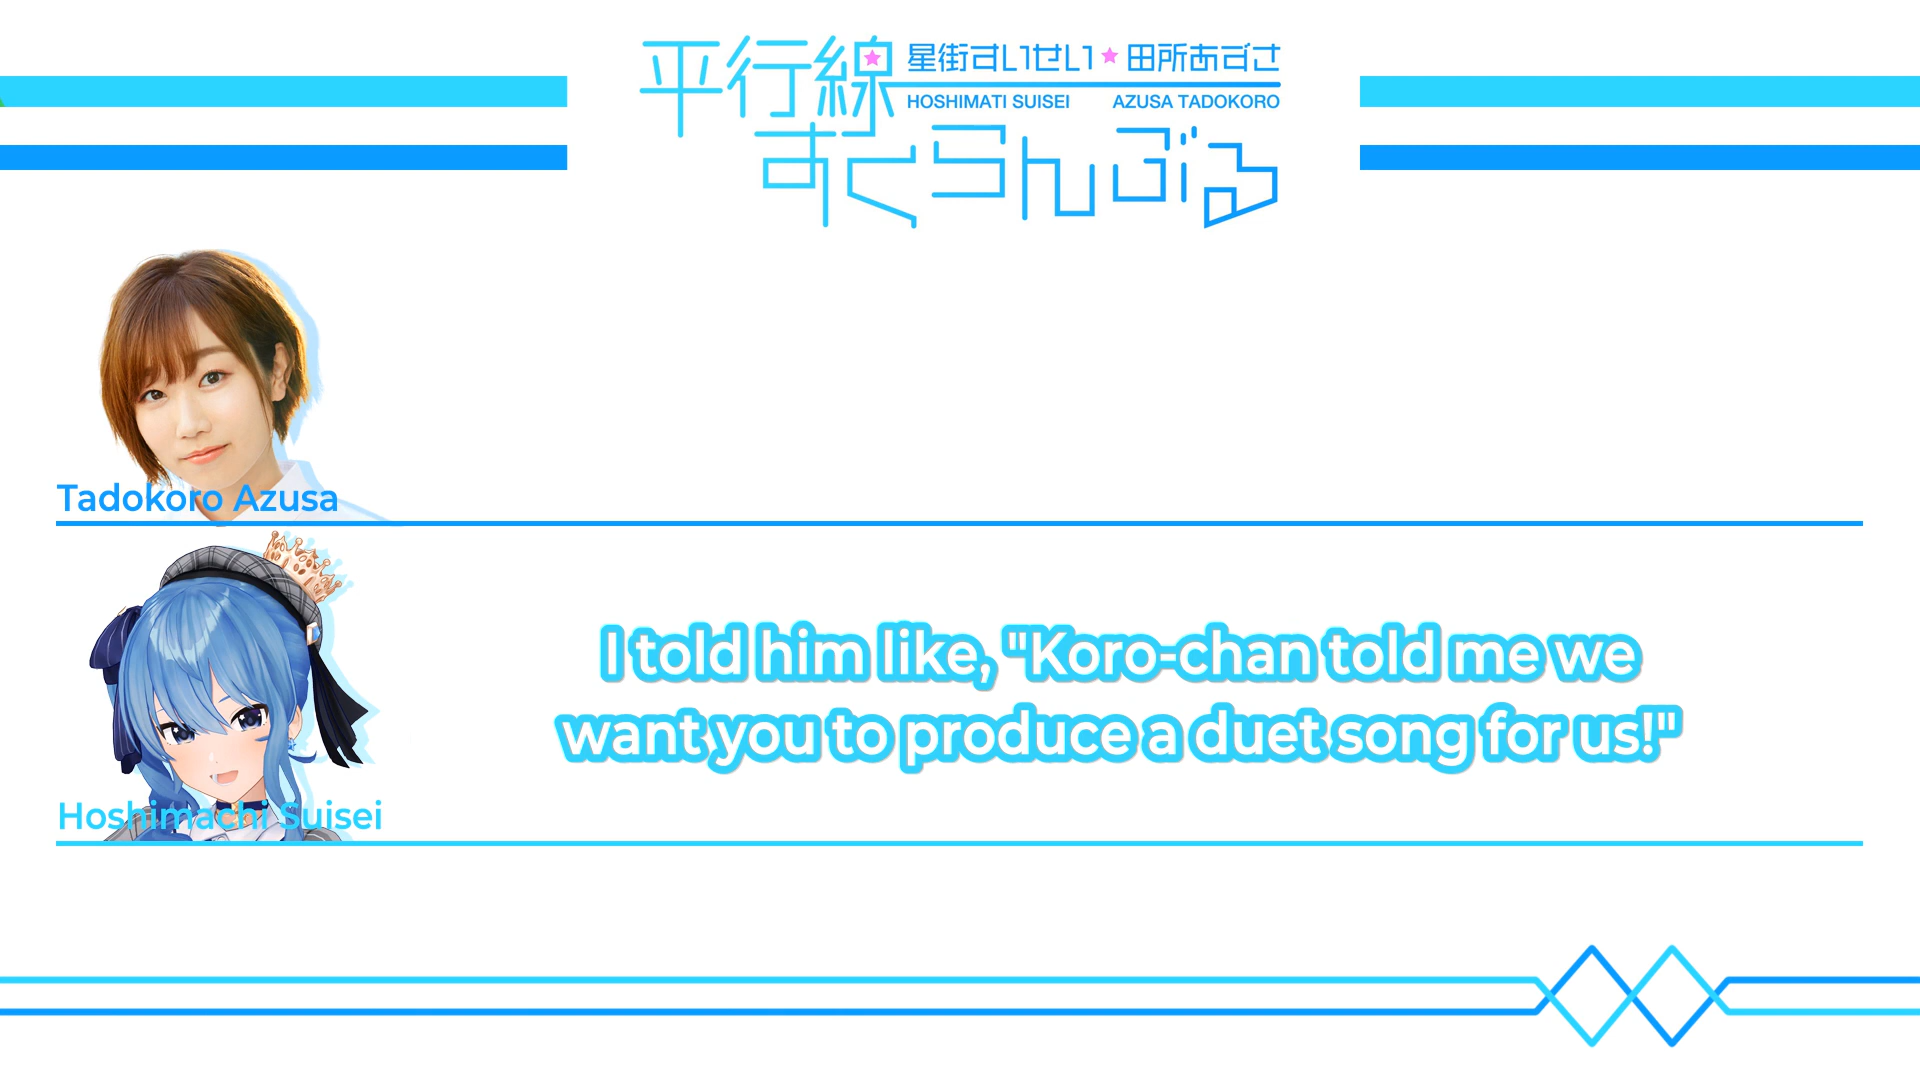 平行線
星街すいせい★田所あずさ
HOSHIMATI SUISEI AZUSA TADOKORO
すくらんぶる
Tadokoro Azusa
I told him like, "Koro-chan told me we
want you to produce a duet song for us!"
Hoshimachi Suisei